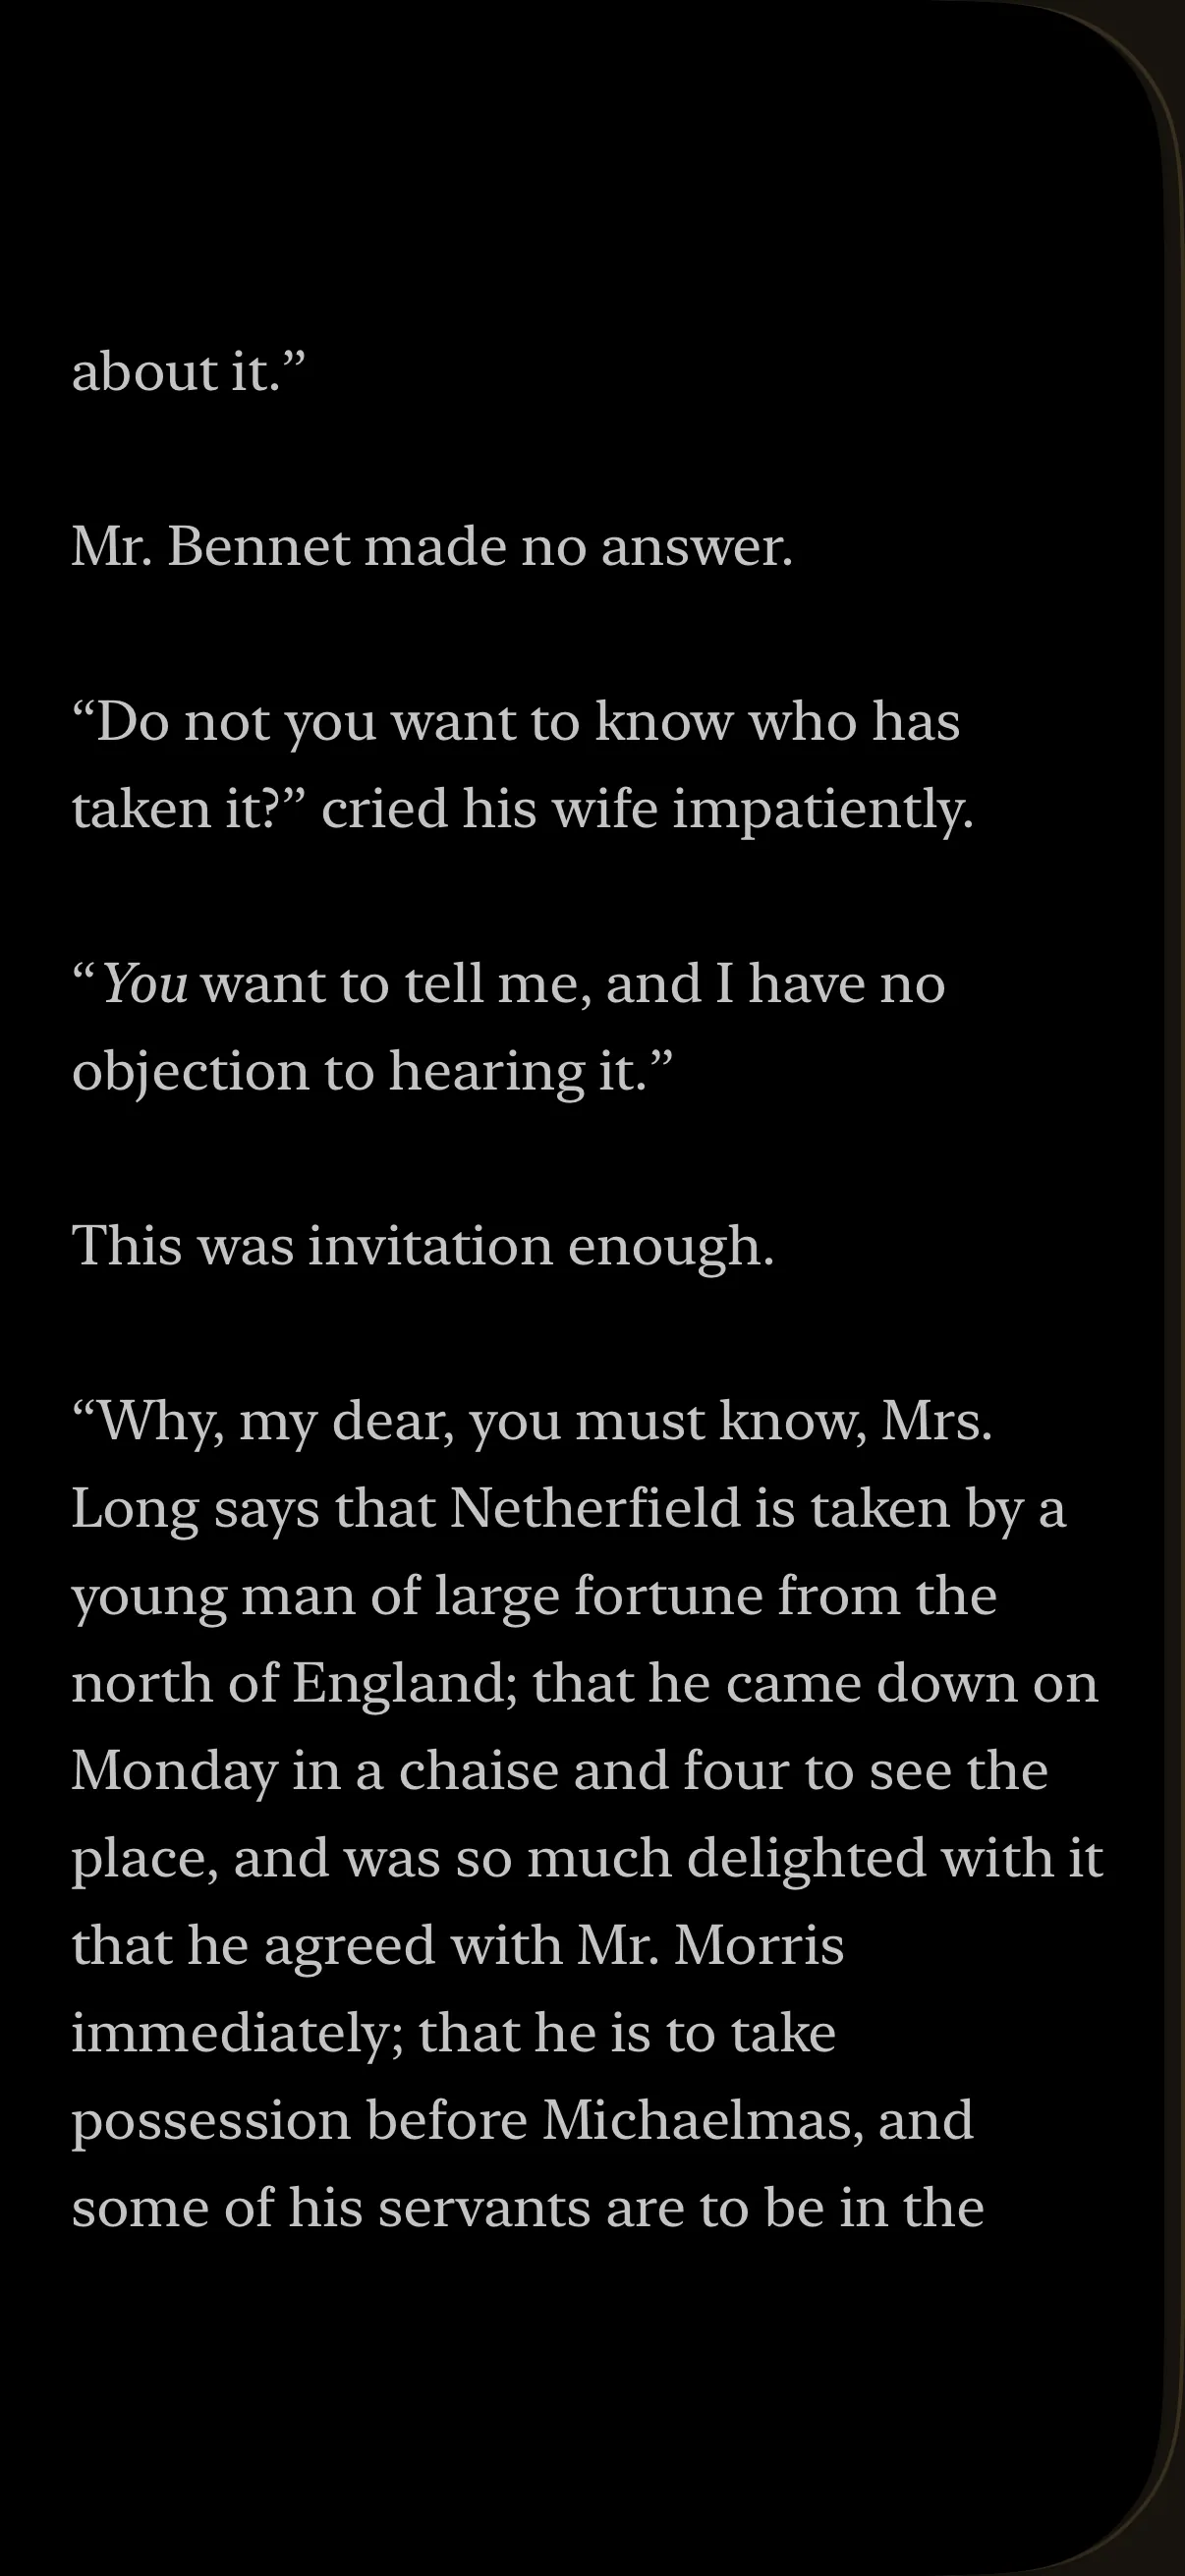 about it.”
Mr. Bennet made no answer.
“Do not you want to know who has
taken it?” cried his wife impatiently.
“You want to tell me, and I have no
objection to hearing it.”
This was invitation enough.
“Why, my dear, you must know, Mrs.
Long says that Netherfield is taken by a
young man of large fortune from the
north of England; that he came down on
Monday in a chaise and four to see the
place, and was so much delighted with it
that he agreed with Mr. Morris
immediately; that he is to take
possession before Michaelmas, and
some of his servants are to be in the